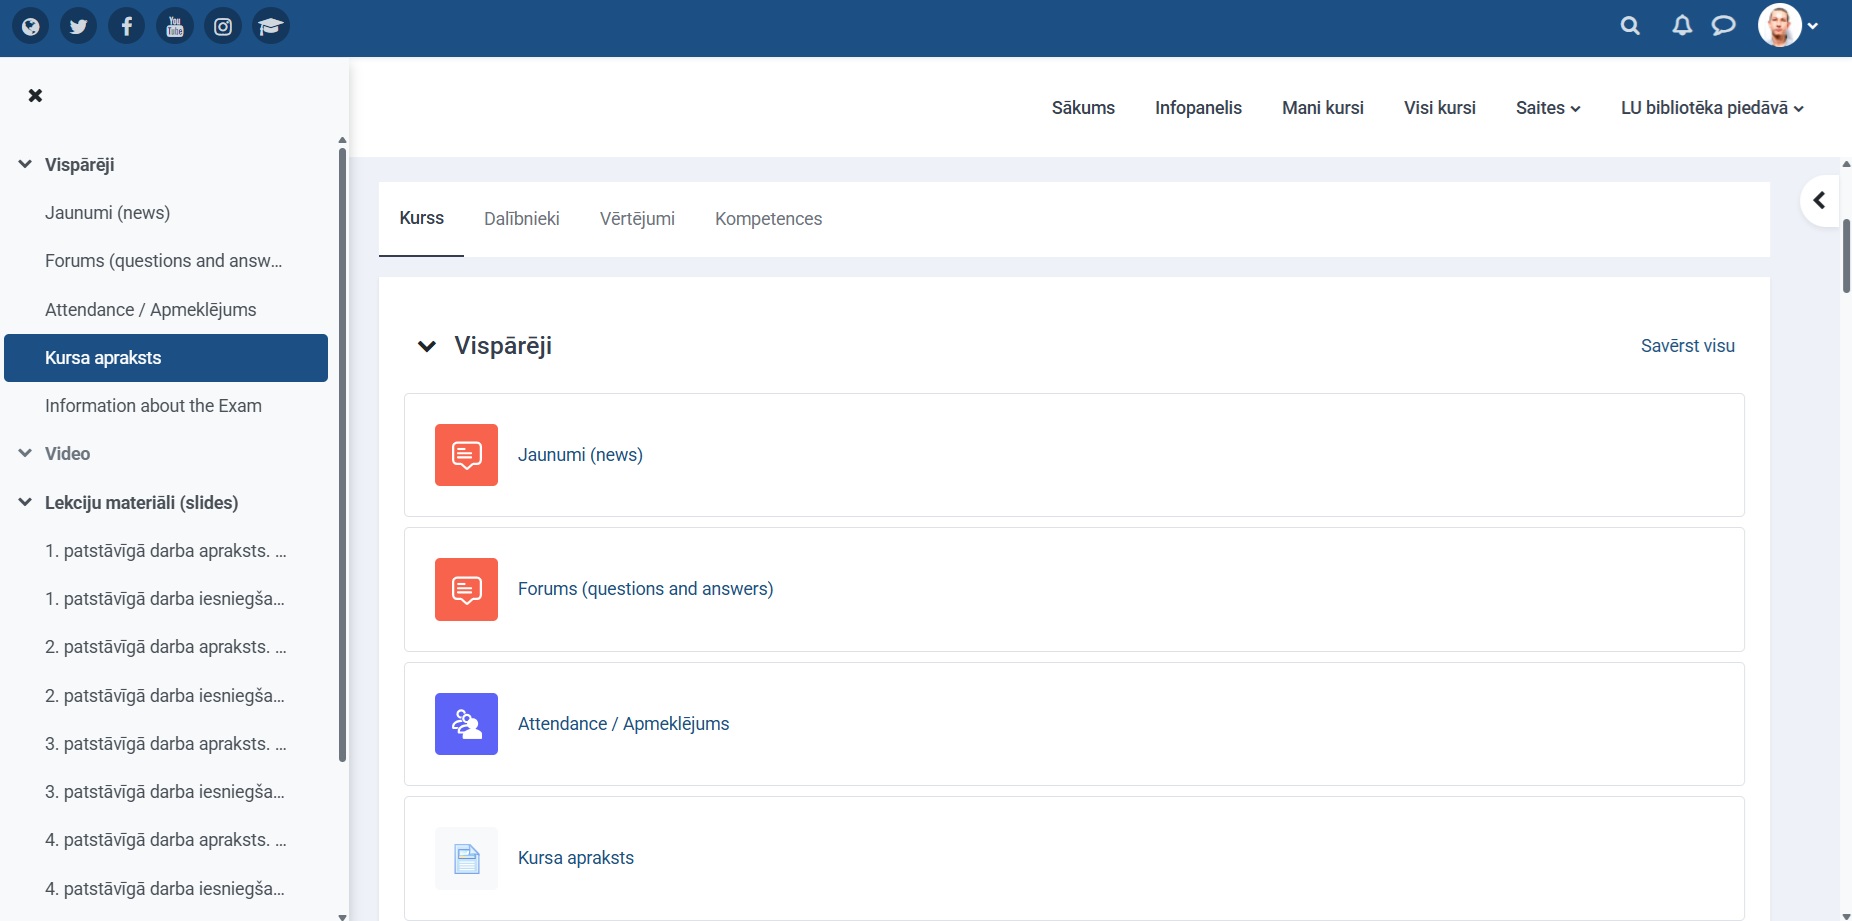 You
Tube
Sākums
Infopanelis
Mani kursi
Visi kursi
Saites
LU bibliotēka piedāvā
Vispārēji
Jaunumi (news)
Forums (questions and answ...
Attendance / Apmeklējums
Kursa apraksts
Information about the Exam
Video
Lekciju materiāli (slides)
1. patstāvīgā darba apraksts. ...
1. patstāvīgā darba iesniegša...
2. patstāvīgā darba apraksts. ...
2. patstāvīgā darba iesniegša...
3. patstāvīgā darba apraksts. ...
3. patstāvīgā darba iesniegša...
4. patstāvīgā darba apraksts. ...
4. patstāvīgā darba iesniegša...
Kurss
Dalībnieki
Vērtējumi
Kompetences
Vispārēji
Savērst visu
Jaunumi (news)
Forums (questions and answers)
Attendance / Apmeklējums
Kursa apraksts